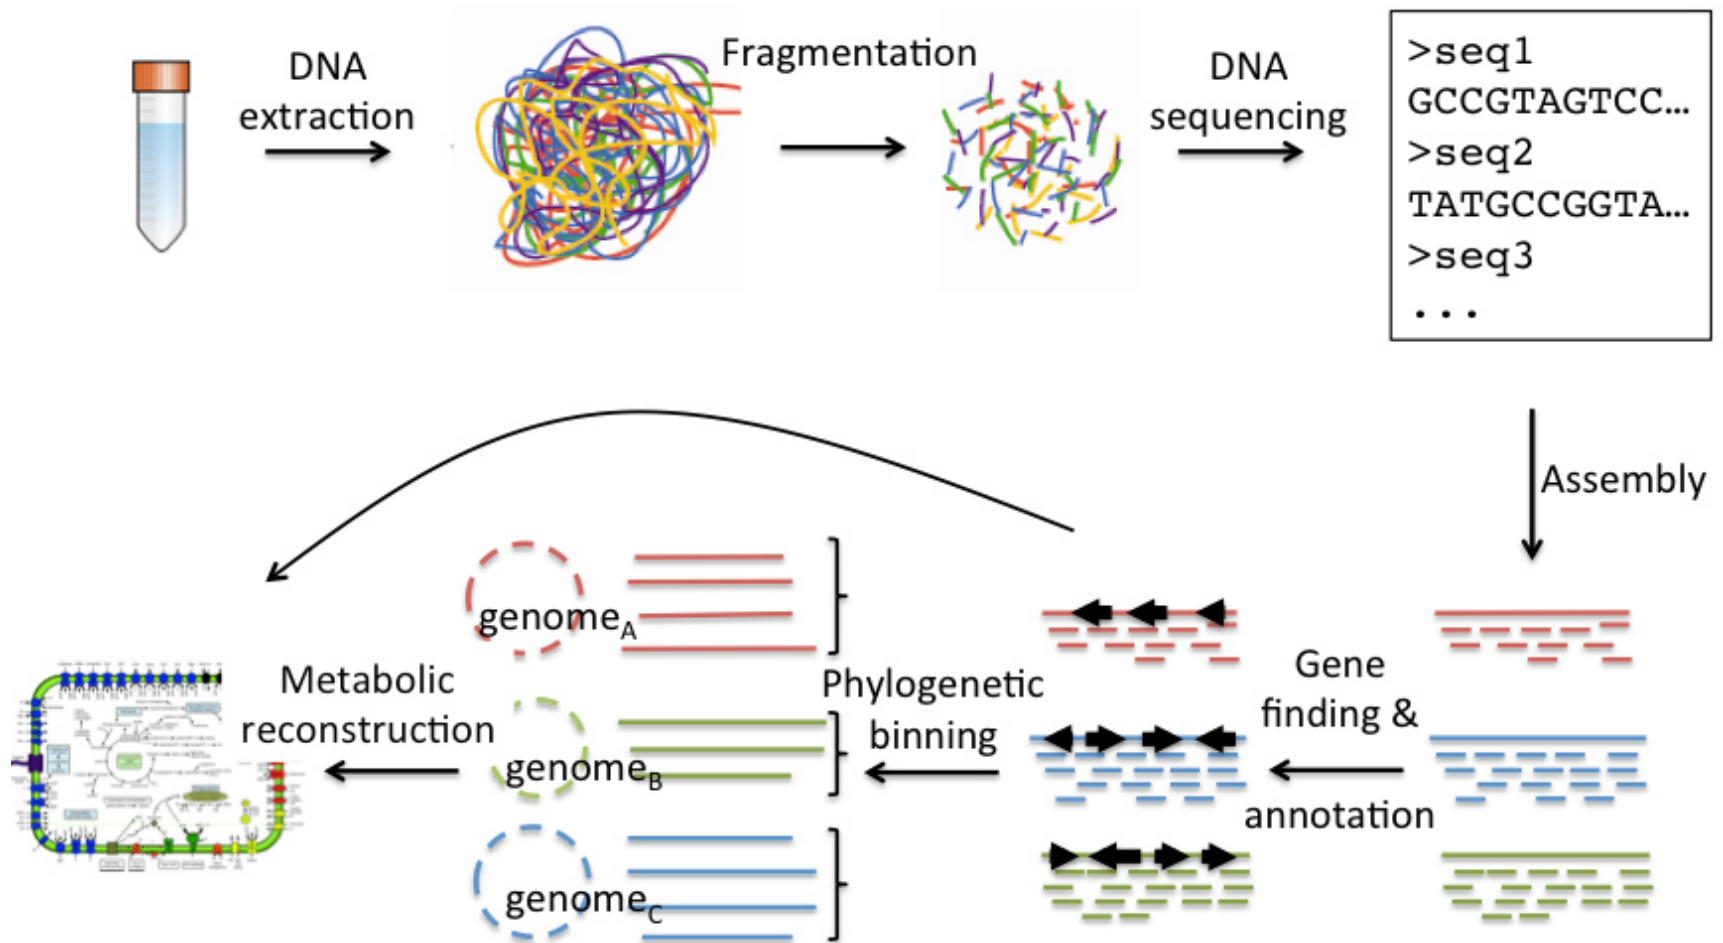 DNA
extraction
Fragmentation
DNA
sequencing
>seq1
GCCGTAGTCC…
>seq2
TATGCCGGTA…
>seq3
...
Assembly
Gene
finding &
annotation
Phylogenetic
binning
genomeA
genomeB
genomeC
Metabolic
reconstruction